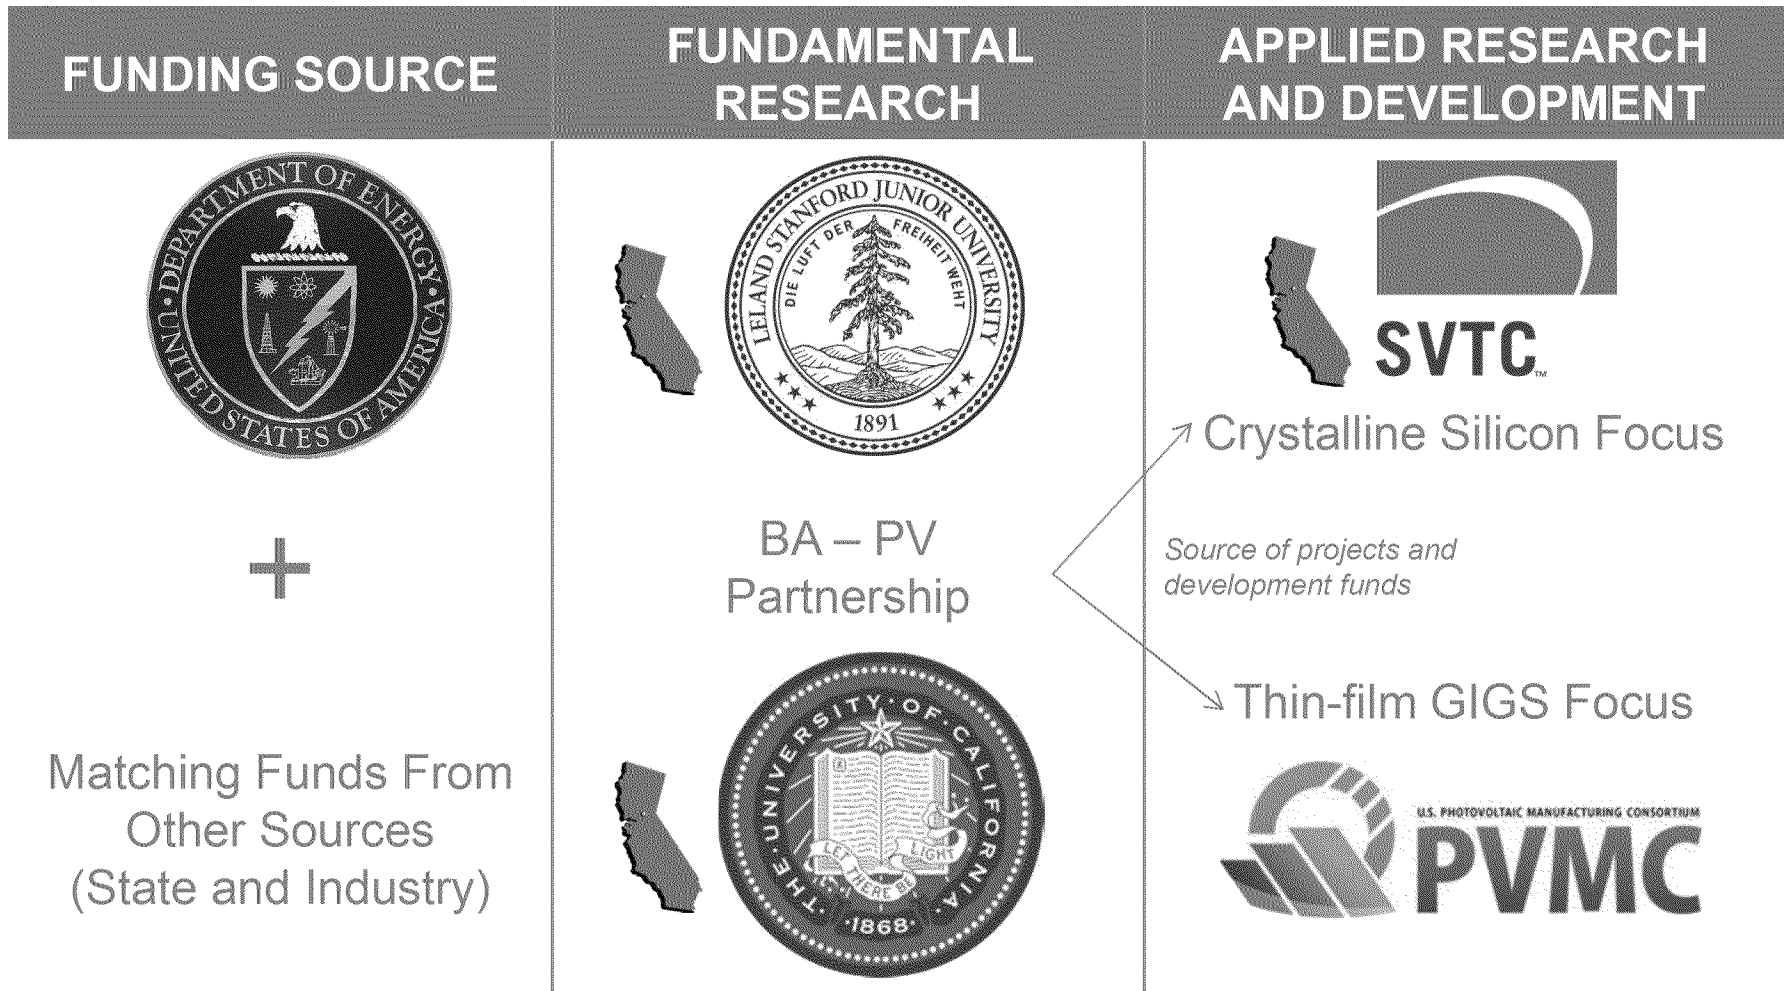 FUNDING SOURCE
FUNDAMENTAL
RESEARCH
APPLIED RESEARCH
AND DEVELOPMENT
DEPARTMENT OF ENERGY
UNITED STATES OF AMERICA
+
Matching Funds From
Other Sources
(State and Industry)
LELAND STANFORD JUNIOR UNIVERSITY
DIE LUFT DER FREIHEIT WEHT
1891
BA – PV
Partnership
THE·UNIVERSITY·OF·CALIFORNIA
LET THERE BE LIGHT
·1868·
SVTC™
Crystalline Silicon Focus
Source of projects and
development funds
Thin-film GIGS Focus
U.S. PHOTOVOLTAIC MANUFACTURING CONSORTIUM
PVMC